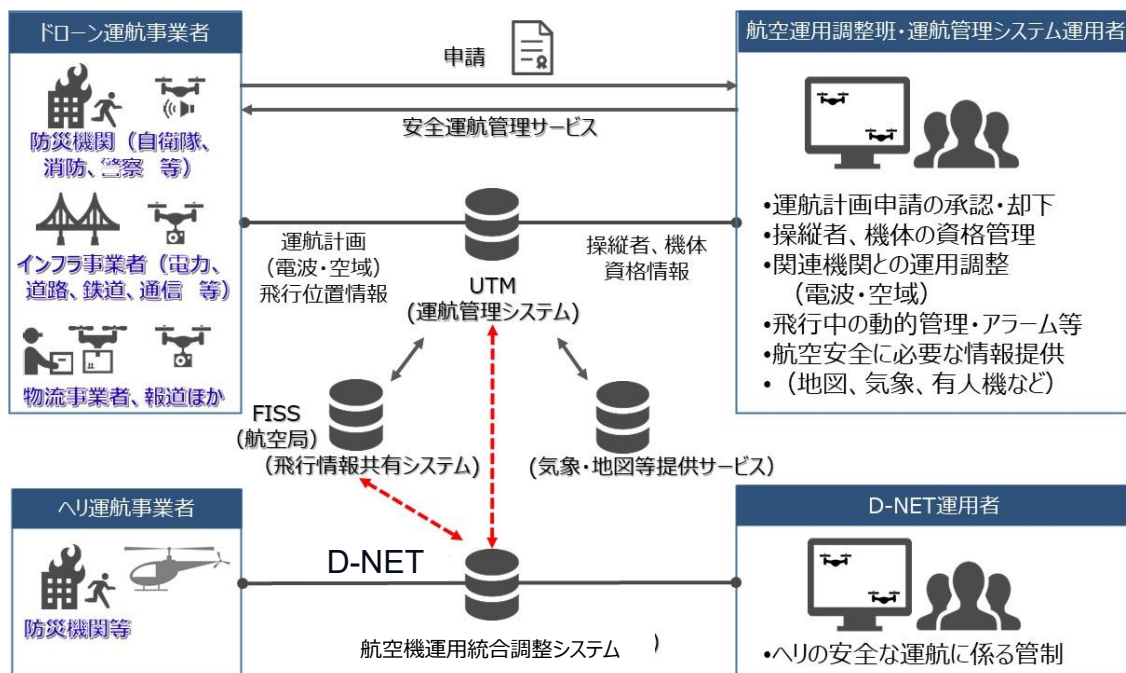 ドローン運航事業者
防災機関（自衛隊、
消防、警察　等）
インフラ事業者（電力、
道路、鉄道、通信　等）
物流事業者、報道ほか
申請
安全運航管理サービス
運航計画
（電波・空域）
飛行位置情報
操縦者、機体
資格情報
UTM
(運航管理システム)
FISS
(航空局)
(飛行情報共有システム)
(気象・地図等提供サービス)
航空運用調整班・運航管理システム運用者
•運航計画申請の承認・却下
•操縦者、機体の資格管理
•関連機関との運用調整
（電波・空域）
•飛行中の動的管理・アラーム等
•航空安全に必要な情報提供
•（地図、気象、有人機など）
ヘリ運航事業者
防災機関等
D-NET
航空機運用統合調整システム　)
D-NET運用者
•ヘリの安全な運航に係る管制